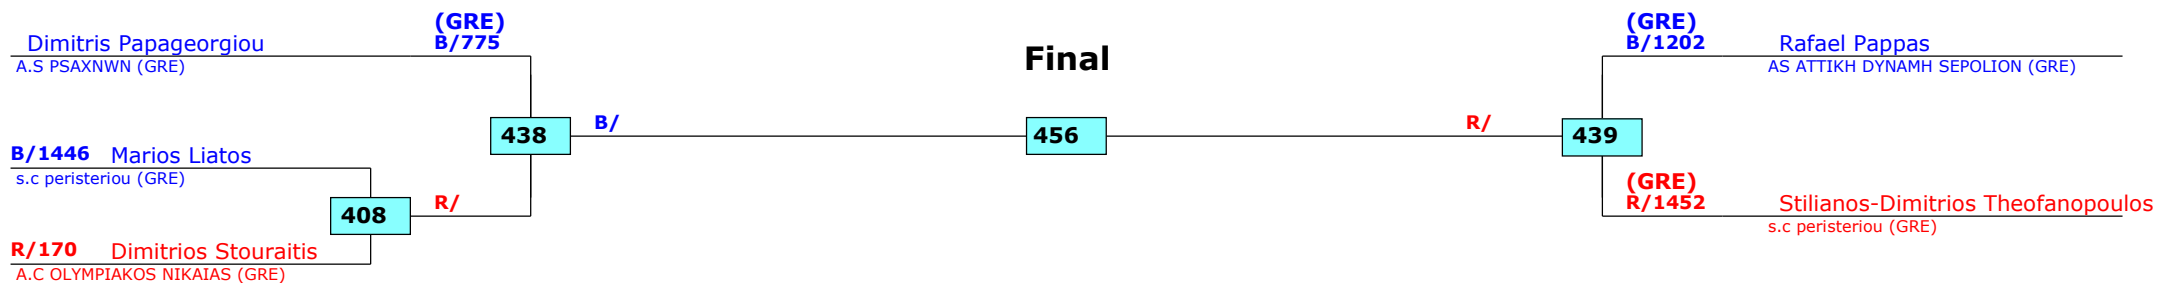 (GRE)
B/775
Dimitris Papageorgiou
A.S PSAXNWN (GRE)
B/1446 Marios Liatos
s.c peristeriou (GRE)
R/170 Dimitrios Stouraitis
A.C OLYMPIAKOS NIKAIAS (GRE)
408
R/
438
B/
Final
456
R/
439
(GRE)
B/1202 Rafael Pappas
AS ATTIKH DYNAMH SEPOLION (GRE)
(GRE)
R/1452 Stilianos-Dimitrios Theofanopoulos
s.c peristeriou (GRE)